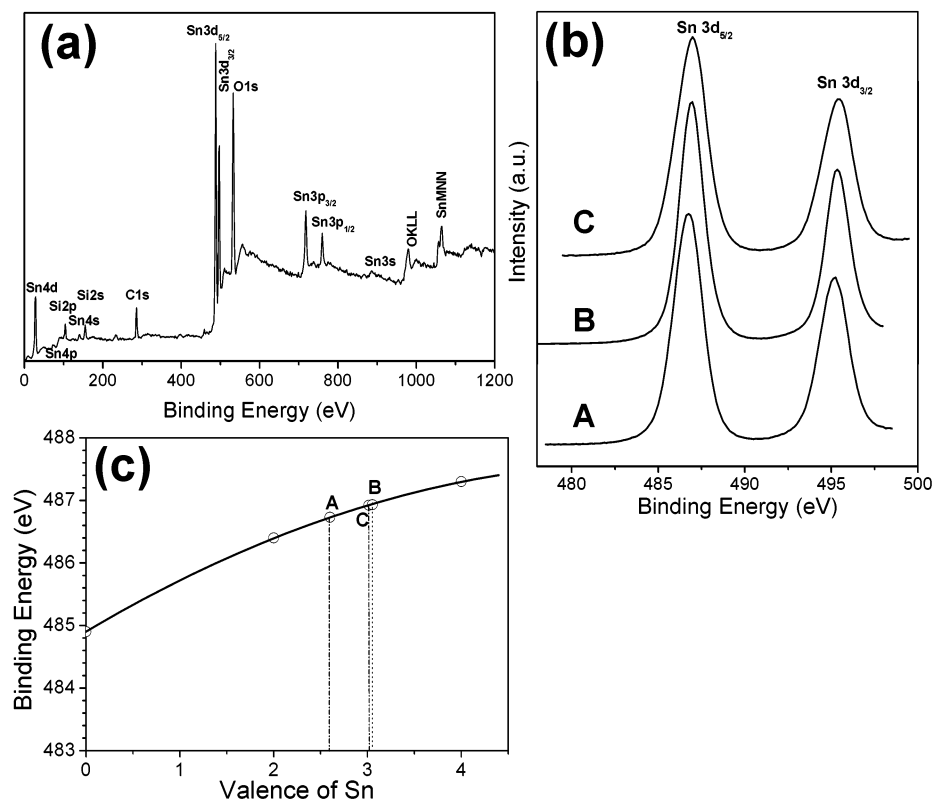 (a)
Sn3d5/2
Sn3d3/2
O1s
Sn3p3/2
Sn3p1/2
Sn3s
OKLL
SnMNN
Sn4d
Si2p
Si2s
Sn4s
Sn4p
C1s
0 200 400 600 800 1000 1200
Binding Energy (eV)
(b)
Sn 3d5/2
Sn 3d3/2
Intensity (a.u.)
C
B
A
480 485 490 495 500
Binding Energy (eV)
(c)
488
487
486
485
484
483
Binding Energy (eV)
A
B
C
0 1 2 3 4
Valence of Sn